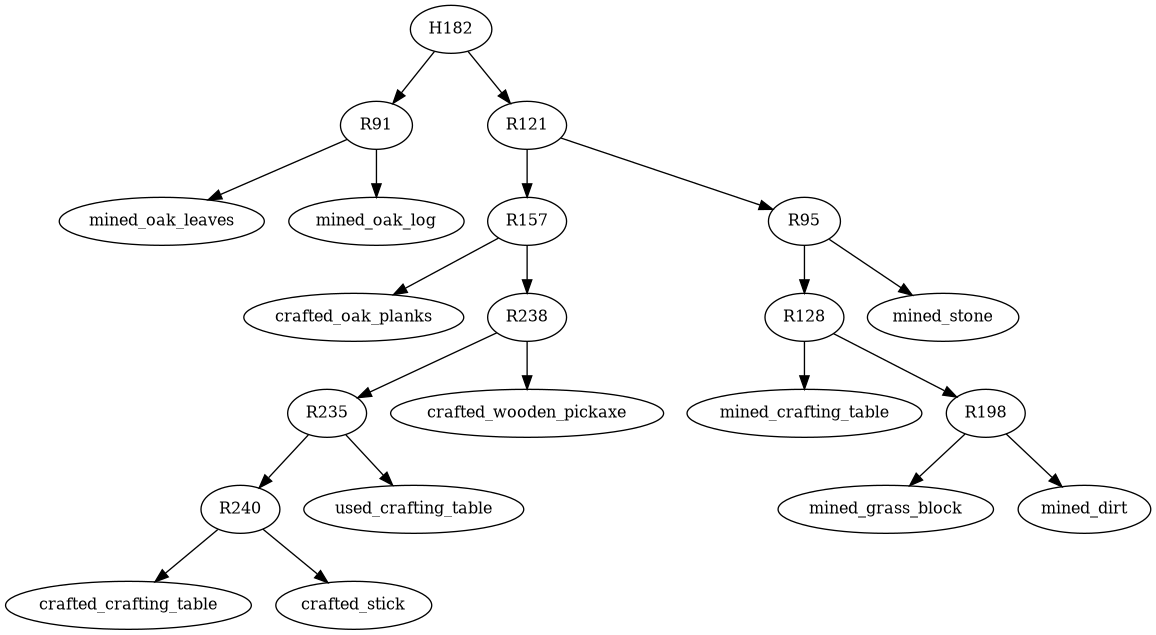 H182
R91
R121
mined_oak_leaves
mined_oak_log
R157
R95
crafted_oak_planks
R238
R128
mined_stone
R235
crafted_wooden_pickaxe
mined_crafting_table
R198
R240
used_crafting_table
mined_grass_block
mined_dirt
crafted_crafting_table
crafted_stick